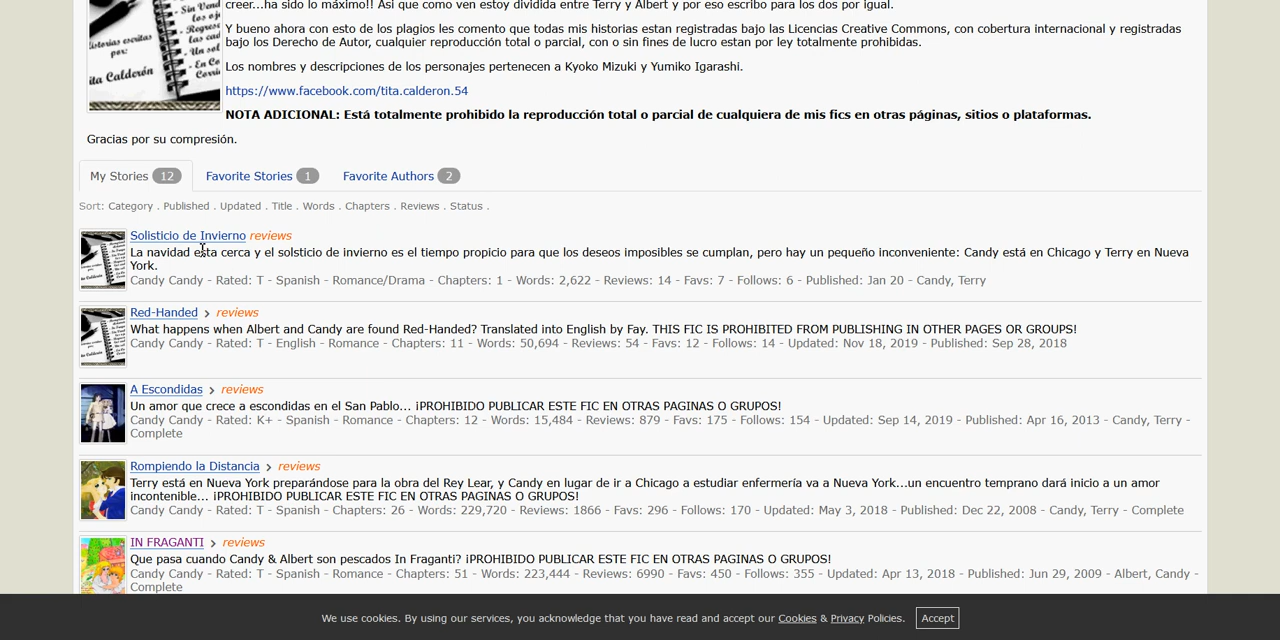 creer...ha sido lo máximo!! Asi que como ven estoy dividida entre Terry y Albert y por eso escribo para los dos por igual.
Y bueno ahora con esto de los plagios les comento que todas mis historias estan registradas bajo las Licencias Creative Commons, con cobertura internacional y registradas
bajo los Derecho de Autor, cualquier reproducción total o parcial, con o sin fines de lucro estan por ley totalmente prohibidas.
Los nombres y descripciones de los personajes pertenecen a Kyoko Mizuki y Yumiko Igarashi.
https://www.facebook.com/tita.calderon.54
NOTA ADICIONAL: Está totalmente prohibido la reproducción total o parcial de cualquiera de mis fics en otras páginas, sitios o plataformas.
Gracias por su compresión.
My Stories 12 Favorite Stories 1 Favorite Authors 2
Sort: Category . Published . Updated . Title . Words . Chapters . Reviews . Status .
Solisticio de Invierno reviews
La navidad esta cerca y el solsticio de invierno es el tiempo propicio para que los deseos imposibles se cumplan, pero hay un pequeño inconveniente: Candy está en Chicago y Terry en Nueva
York.
Candy Candy - Rated: T - Spanish - Romance/Drama - Chapters: 1 - Words: 2,622 - Reviews: 14 - Favs: 7 - Follows: 6 - Published: Jan 20 - Candy, Terry
Red-Handed > reviews
What happens when Albert and Candy are found Red-Handed? Translated into English by Fay. THIS FIC IS PROHIBITED FROM PUBLISHING IN OTHER PAGES OR GROUPS!
Candy Candy - Rated: T - English - Romance - Chapters: 11 - Words: 50,694 - Reviews: 54 - Favs: 12 - Follows: 14 - Updated: Nov 18, 2019 - Published: Sep 28, 2018
A Escondidas > reviews
Un amor que crece a escondidas en el San Pablo... ¡PROHIBIDO PUBLICAR ESTE FIC EN OTRAS PAGINAS O GRUPOS!
Candy Candy - Rated: K+ - Spanish - Romance - Chapters: 12 - Words: 15,484 - Reviews: 879 - Favs: 175 - Follows: 154 - Updated: Sep 14, 2019 - Published: Apr 16, 2013 - Candy, Terry -
Complete
Rompiendo la Distancia > reviews
Terry está en Nueva York preparándose para la obra del Rey Lear, y Candy en lugar de ir a Chicago a estudiar enfermería va a Nueva York...un encuentro temprano dará inicio a un amor
incontenible... ¡PROHIBIDO PUBLICAR ESTE FIC EN OTRAS PAGINAS O GRUPOS!
Candy Candy - Rated: T - Spanish - Chapters: 26 - Words: 229,720 - Reviews: 1866 - Favs: 296 - Follows: 170 - Updated: May 3, 2018 - Published: Dec 22, 2008 - Candy, Terry - Complete
IN FRAGANTI > reviews
Que pasa cuando Candy & Albert son pescados In Fraganti? ¡PROHIBIDO PUBLICAR ESTE FIC EN OTRAS PAGINAS O GRUPOS!
Candy Candy - Rated: T - Spanish - Romance - Chapters: 51 - Words: 223,444 - Reviews: 6990 - Favs: 450 - Follows: 355 - Updated: Apr 13, 2018 - Published: Jun 29, 2009 - Albert, Candy -
Complete
We use cookies. By using our services, you acknowledge that you have read and accept our Cookies & Privacy Policies. Accept